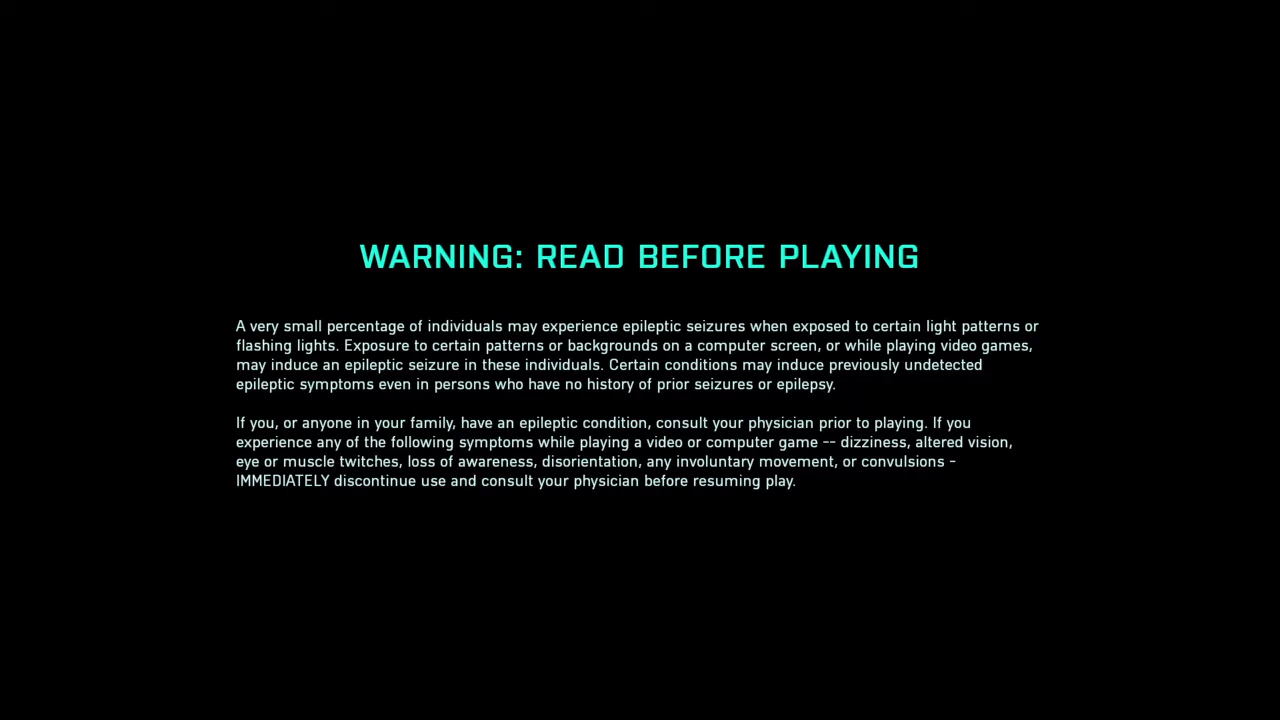 WARNING: READ BEFORE PLAYING
A very small percentage of individuals may experience epileptic seizures when exposed to certain light patterns or
flashing lights. Exposure to certain patterns or backgrounds on a computer screen, or while playing video games,
may induce an epileptic seizure in these individuals. Certain conditions may induce previously undetected
epileptic symptoms even in persons who have no history of prior seizures or epilepsy.
If you, or anyone in your family, have an epileptic condition, consult your physician prior to playing. If you
experience any of the following symptoms while playing a video or computer game -- dizziness, altered vision,
eye or muscle twitches, loss of awareness, disorientation, any involuntary movement, or convulsions -
IMMEDIATELY discontinue use and consult your physician before resuming play.